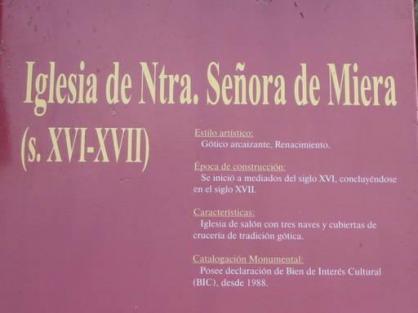 Iglesia de Ntra. Señora de Miera
(s. XVI-XVII)
Estilo artístico:
Gótico arcaizante, Renacimiento.
Época de construcción:
Se inició a mediados del siglo XVI, concluyéndose
en el siglo XVII.
Características:
Iglesia de salón con tres naves y cubiertas de
crucería de tradición gótica.
Catalogación Monumental:
Posee declaración de Bien de Interés Cultural
(BIC), desde 1988.